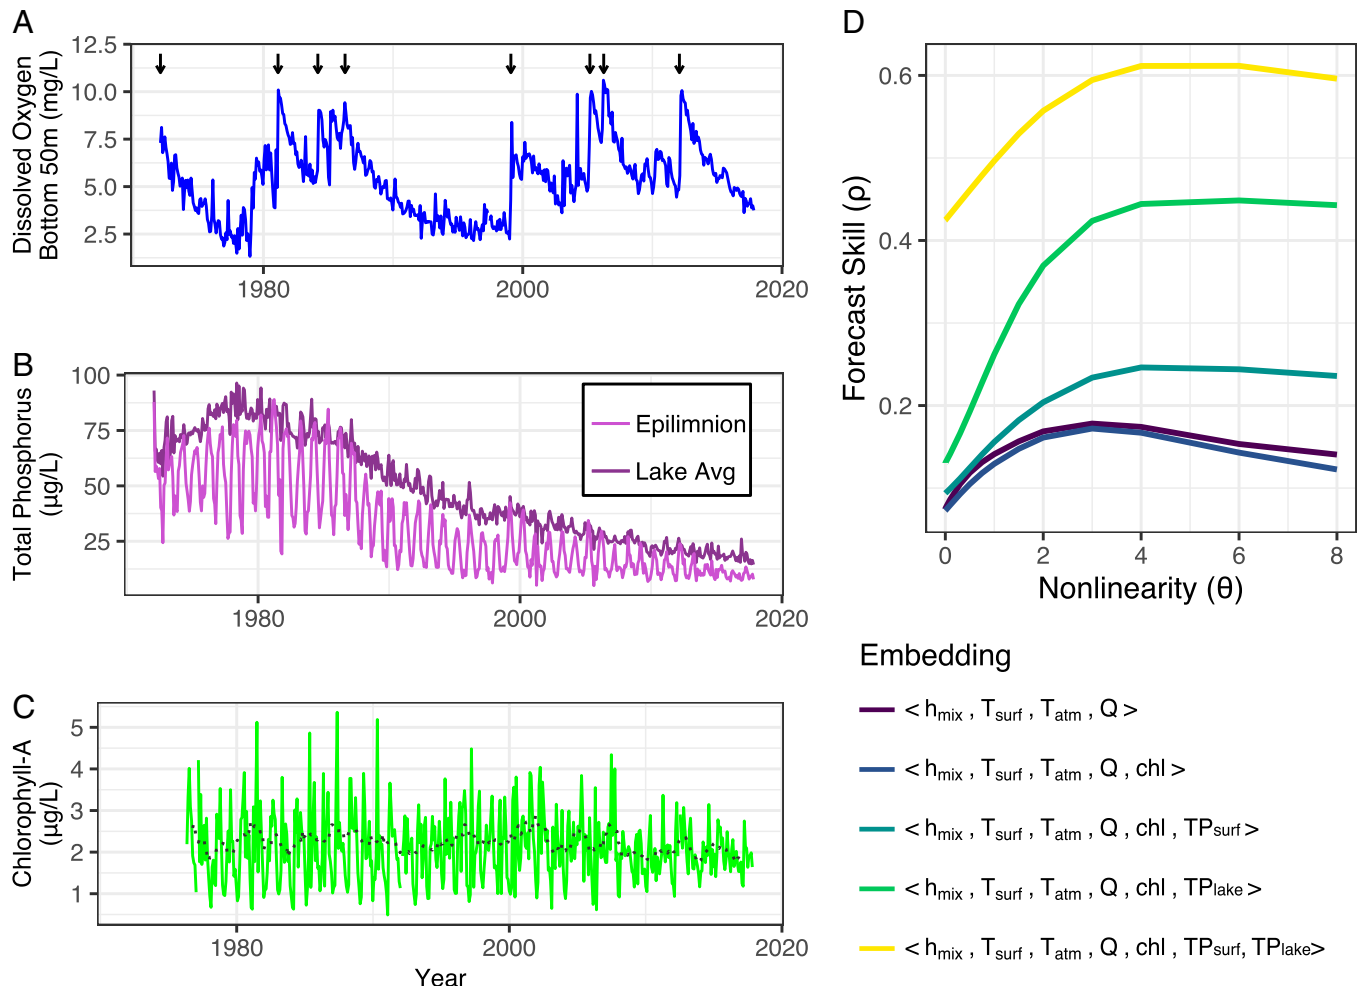 A
Dissolved Oxygen
Bottom 50m (mg/L)
12.5
10.0
7.5
5.0
2.5
1980
2000
2020
B
Total Phosphorus
(µg/L)
100
75
50
25
Epilimnion
Lake Avg
1980
2000
2020
C
Chlorophyll-A
(µg/L)
5
4
3
2
1
1980
2000
2020
Year
D
Forecast Skill (ρ)
0.6
0.4
0.2
0
2
4
6
8
Nonlinearity (θ)
Embedding
< hmix , Tsurf , Tatm , Q >
< hmix , Tsurf , Tatm , Q , chl >
< hmix , Tsurf , Tatm , Q , chl , TPsurf >
< hmix , Tsurf , Tatm , Q , chl , TPlake >
< hmix , Tsurf , Tatm , Q , chl , TPsurf, TPlake>